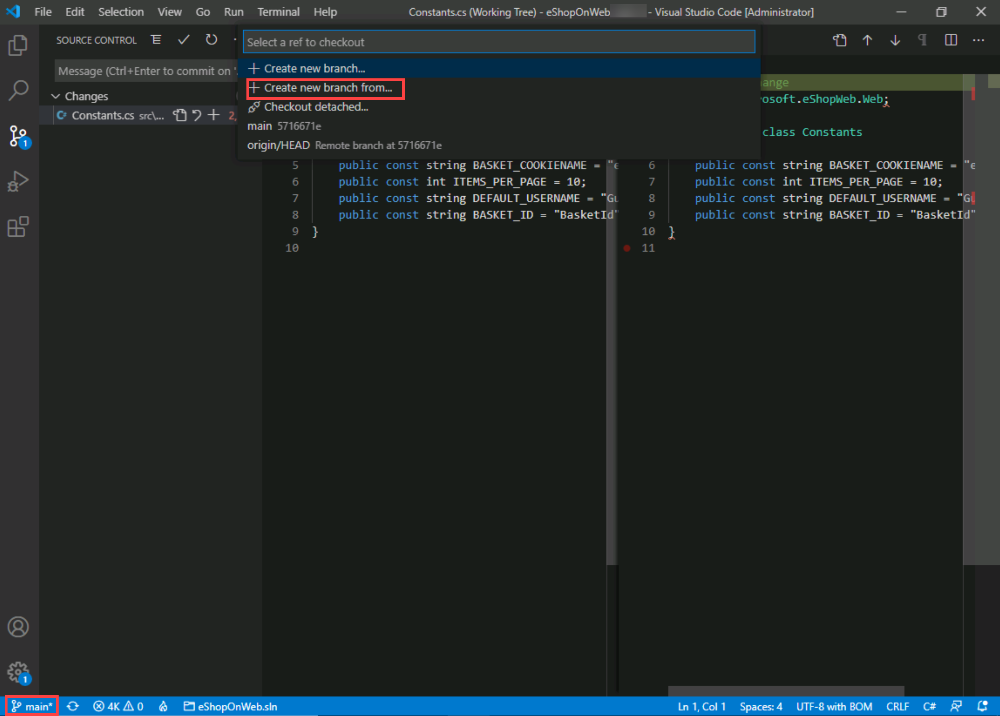 File Edit Selection View Go Run Terminal Help Constants.cs (Working Tree) - eShopOnWeb - Visual Studio Code [Administrator]
SOURCE CONTROL
Select a ref to checkout
Message (Ctrl+Enter to commit on '
Create new branch...
Create new branch from...
Changes
Checkout detached...
Constants.cs src\... 2,
main 5716671e
origin/HEAD Remote branch at 5716671e
ange
rosoft.eShopWeb.Web;
class Constants
1
5 public const string BASKET_COOKIENAME = "e
6 public const int ITEMS_PER_PAGE = 10;
7 public const string DEFAULT_USERNAME = "Gu
8 public const string BASKET_ID = "BasketId"
9 }
10
6 public const string BASKET_COOKIENAME = "e
7 public const int ITEMS_PER_PAGE = 10;
8 public const string DEFAULT_USERNAME = "Gu
9 public const string BASKET_ID = "BasketId"
10 }
11
1
main* 4K 0 eShopOnWeb.sln Ln 1, Col 1 Spaces: 4 UTF-8 with BOM CRLF C#